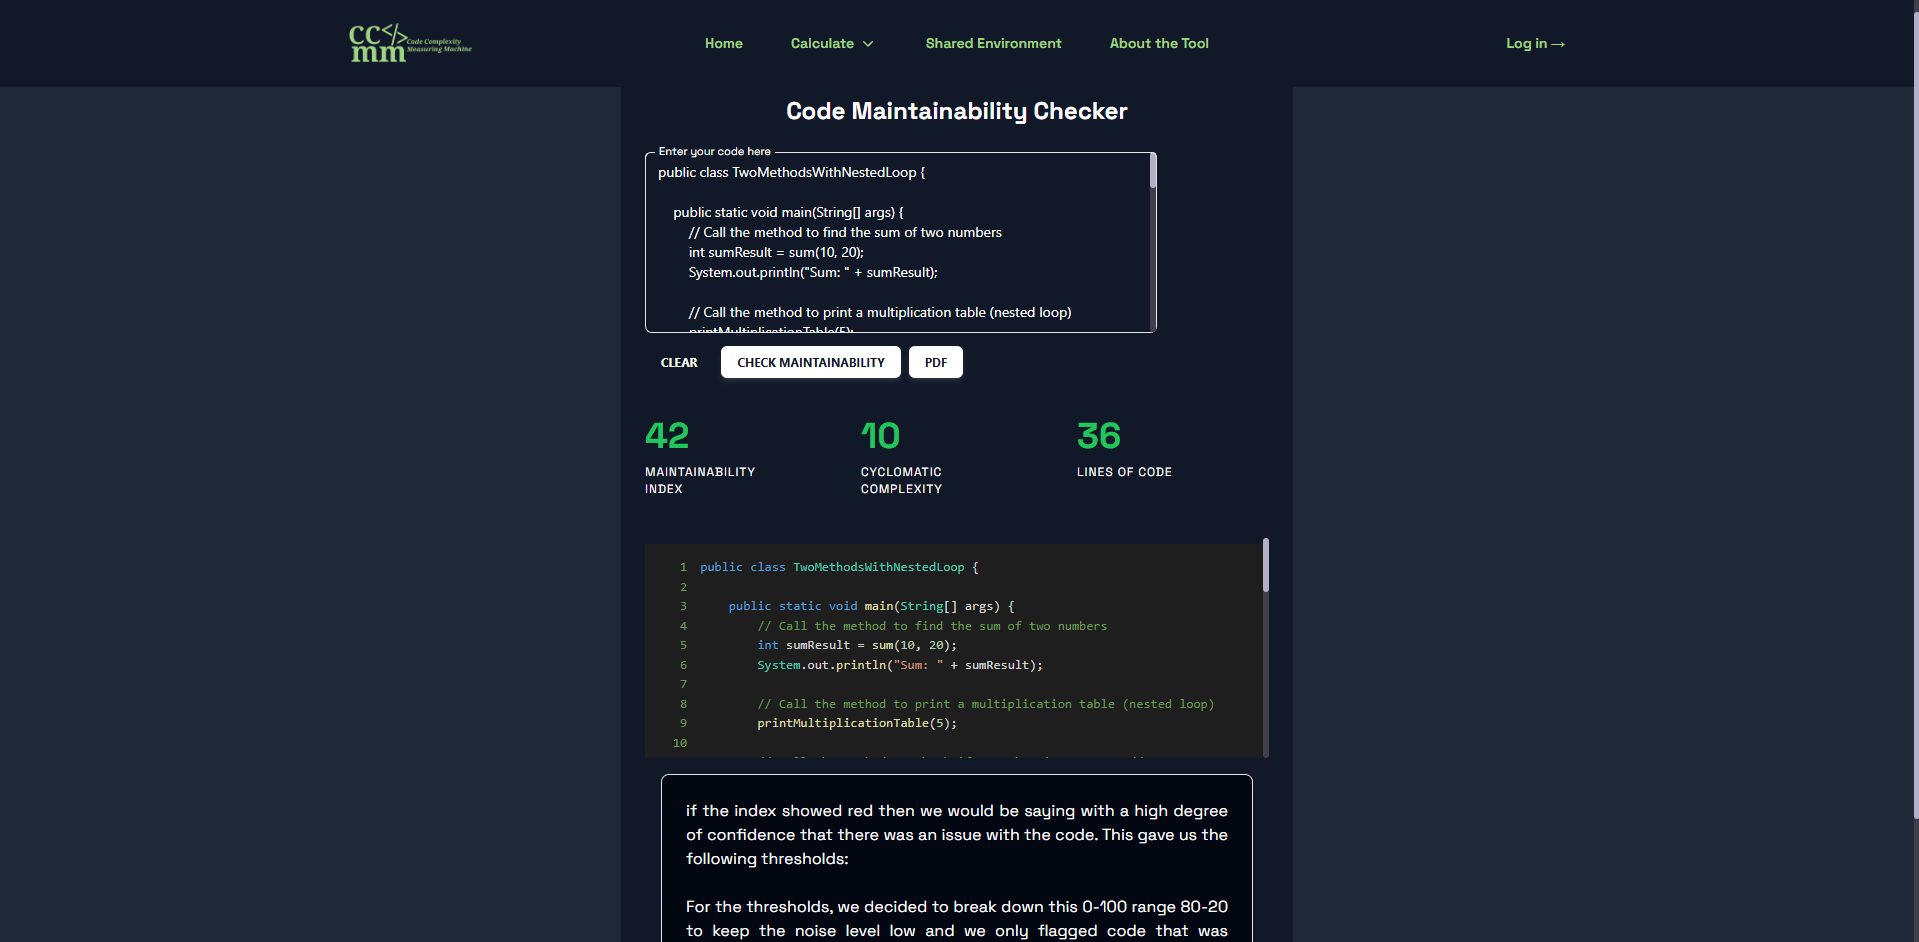 cc</>
mm
Code Complexity
Measuring Machine
Home
Calculate
Shared Environment
About the Tool
Log in →
Code Maintainability Checker
Enter your code here
public class TwoMethodsWithNestedLoop {
public static void main(String[] args) {
// Call the method to find the sum of two numbers
int sumResult = sum(10, 20);
System.out.println("Sum: " + sumResult);
// Call the method to print a multiplication table (nested loop)
printMultiplicationTable(5);
CLEAR
CHECK MAINTAINABILITY
PDF
42
MAINTAINABILITY
INDEX
10
CYCLOMATIC
COMPLEXITY
36
LINES OF CODE
1 public class TwoMethodsWithNestedLoop {
2
3 public static void main(String[] args) {
4 // Call the method to find the sum of two numbers
5 int sumResult = sum(10, 20);
6 System.out.println("Sum: " + sumResult);
7
8 // Call the method to print a multiplication table (nested loop)
9 printMultiplicationTable(5);
10
if the index showed red then we would be saying with a high degree
of confidence that there was an issue with the code. This gave us the
following thresholds:
For the thresholds, we decided to break down this 0-100 range 80-20
to keep the noise level low and we only flagged code that was